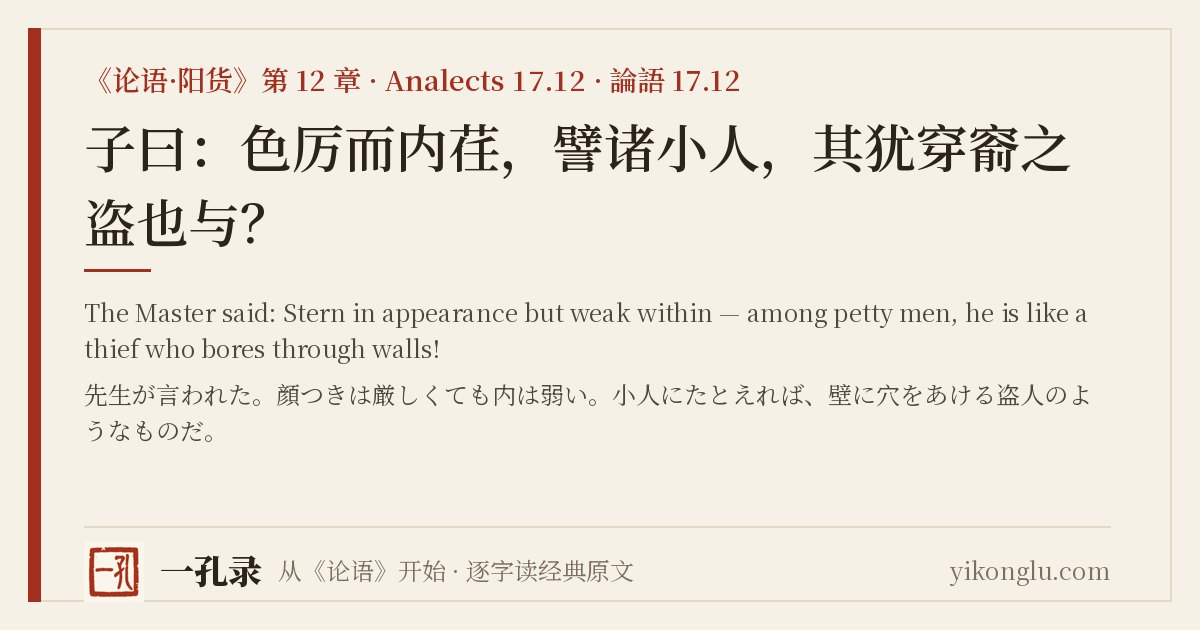 《论语·阳货》第 12 章 · Analects 17.12 · 論語 17.12
子曰：色厉而内荏，譬诸小人，其犹穿窬之
盗也与？
The Master said: Stern in appearance but weak within — among petty men, he is like a
thief who bores through walls!
先生が言われた。顔つきは厳しくても内は弱い。小人にたとえれば、壁に穴をあける盗人のよ
うなものだ。
一孔
一孔录
从《论语》开始 · 逐字读经典原文
yikonglu.com